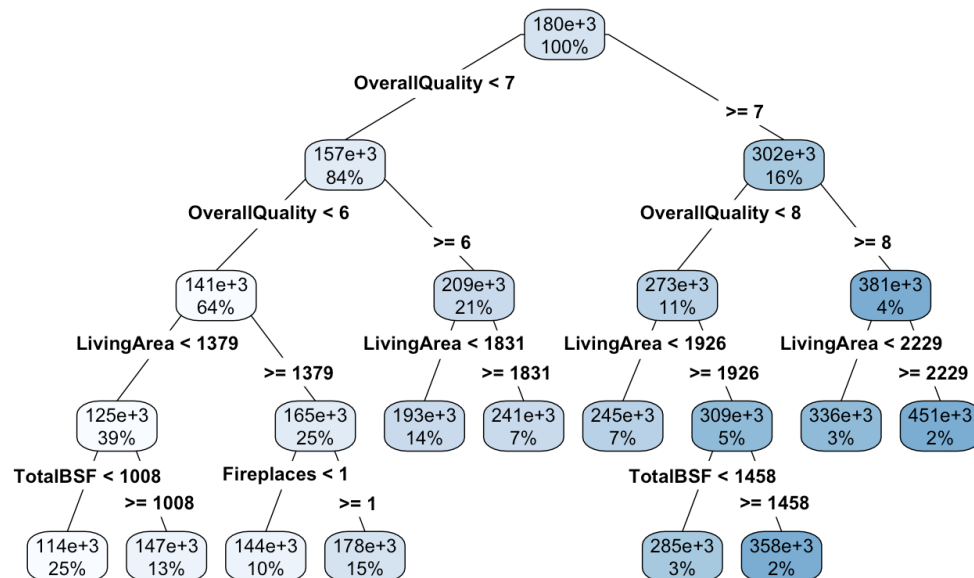 180e+3
100%
OverallQuality < 7
>= 7
157e+3
84%
302e+3
16%
OverallQuality < 6
>= 6
OverallQuality < 8
>= 8
141e+3
64%
209e+3
21%
273e+3
11%
381e+3
4%
LivingArea < 1379
>= 1379
LivingArea < 1831
>= 1831
LivingArea < 1926
>= 1926
LivingArea < 2229
>= 2229
125e+3
39%
165e+3
25%
193e+3
14%
241e+3
7%
245e+3
7%
309e+3
5%
336e+3
3%
451e+3
2%
TotalBSF < 1008
>= 1008
Fireplaces < 1
>= 1
TotalBSF < 1458
>= 1458
114e+3
25%
147e+3
13%
144e+3
10%
178e+3
15%
285e+3
3%
358e+3
2%